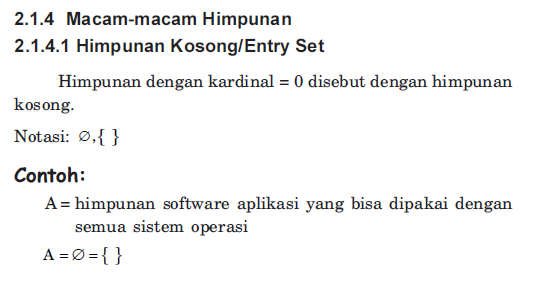 2.1.4 Macam-macam Himpunan
2.1.4.1 Himpunan Kosong/Entry Set
Himpunan dengan kardinal = 0 disebut dengan himpunan
kosong.
Notasi: ∅,{ }
Contoh:
A = himpunan software aplikasi yang bisa dipakai dengan
semua sistem operasi
A = ∅ = { }